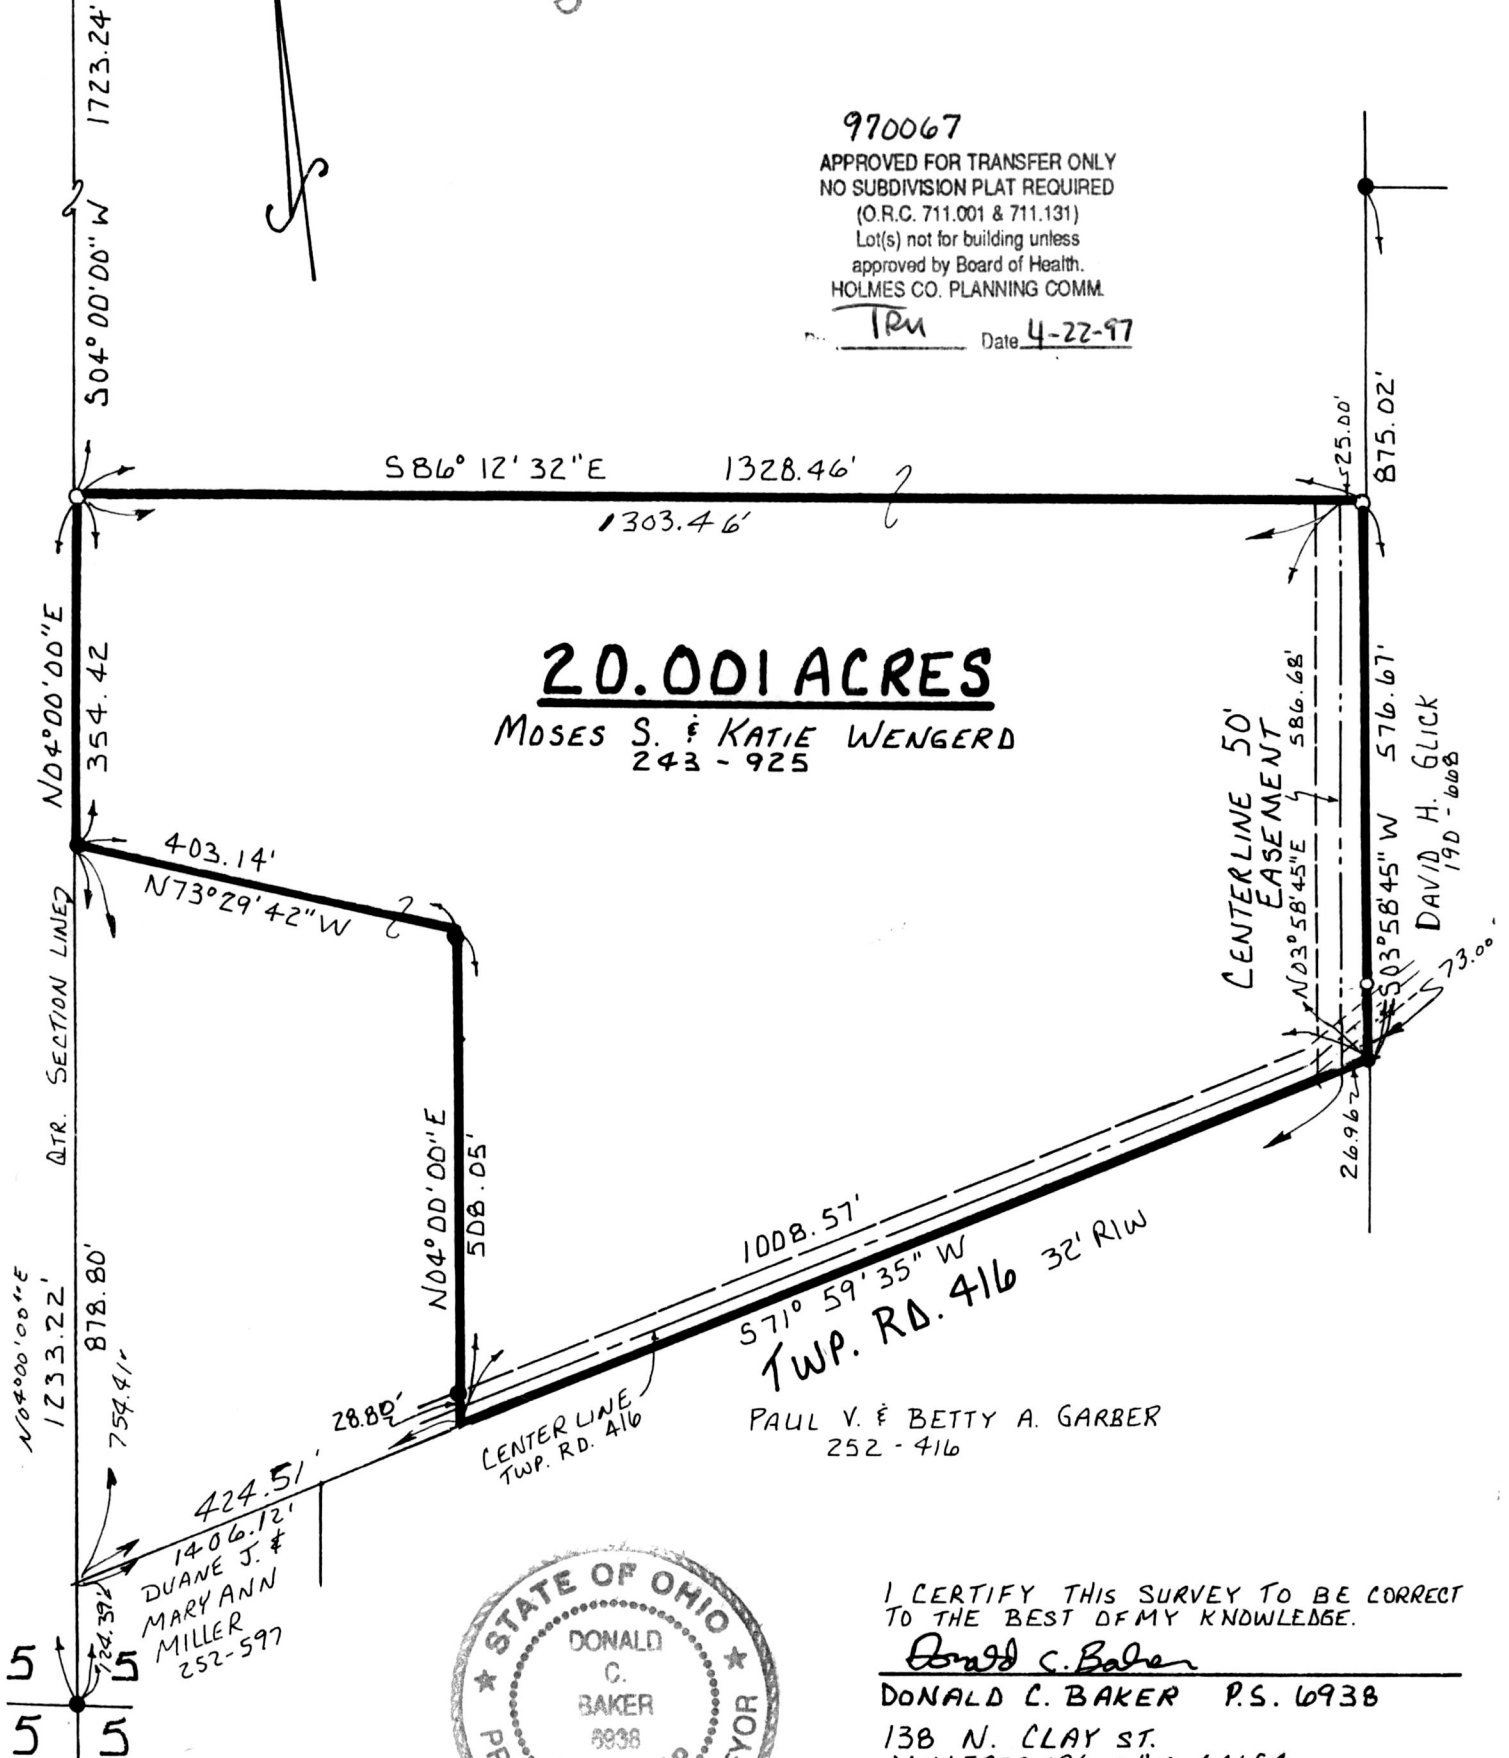 1723.24'
S04° 00'00" W
970067
APPROVED FOR TRANSFER ONLY
NO SUBDIVISION PLAT REQUIRED
(O.R.C. 711.001 & 711.131)
Lot(s) not for building unless
approved by Board of Health.
HOLMES CO. PLANNING COMM.
Date 4-22-97
875.02'
25.00'
S86° 12' 32"E 1328.46'
1303.46'
N04°00'00"E
354.42
20.001 ACRES
MOSES S. & KATIE WENGERD
243 - 925
CENTERLINE 50'
EASEMENT
N03°58'45"E 586.68'
S03°58'45" W 576.67'
DAVID H. GLICK
190 - 668
73.00'
403.14'
N73°29'42"W
QTR. SECTION LINE
N04°00'00"E
508.05'
26.96
1008.57'
S71° 59'35" W
TWP. RD. 416 32' R/W
CENTER LINE
TWP. RD. 416
28.80'
PAUL V. & BETTY A. GARBER
252 - 416
N04°00'00"E
1233.22'
878.80'
754.41'
424.51'
1406.12'
DUANE J. &
MARY ANN
MILLER
252-597
124.39'
5 5
5 5
STATE OF OHIO
DONALD
C.
BAKER
6938
I CERTIFY THIS SURVEY TO BE CORRECT
TO THE BEST OF MY KNOWLEDGE.
Donald C. Baker
DONALD C. BAKER P.S. 6938
138 N. CLAY ST.